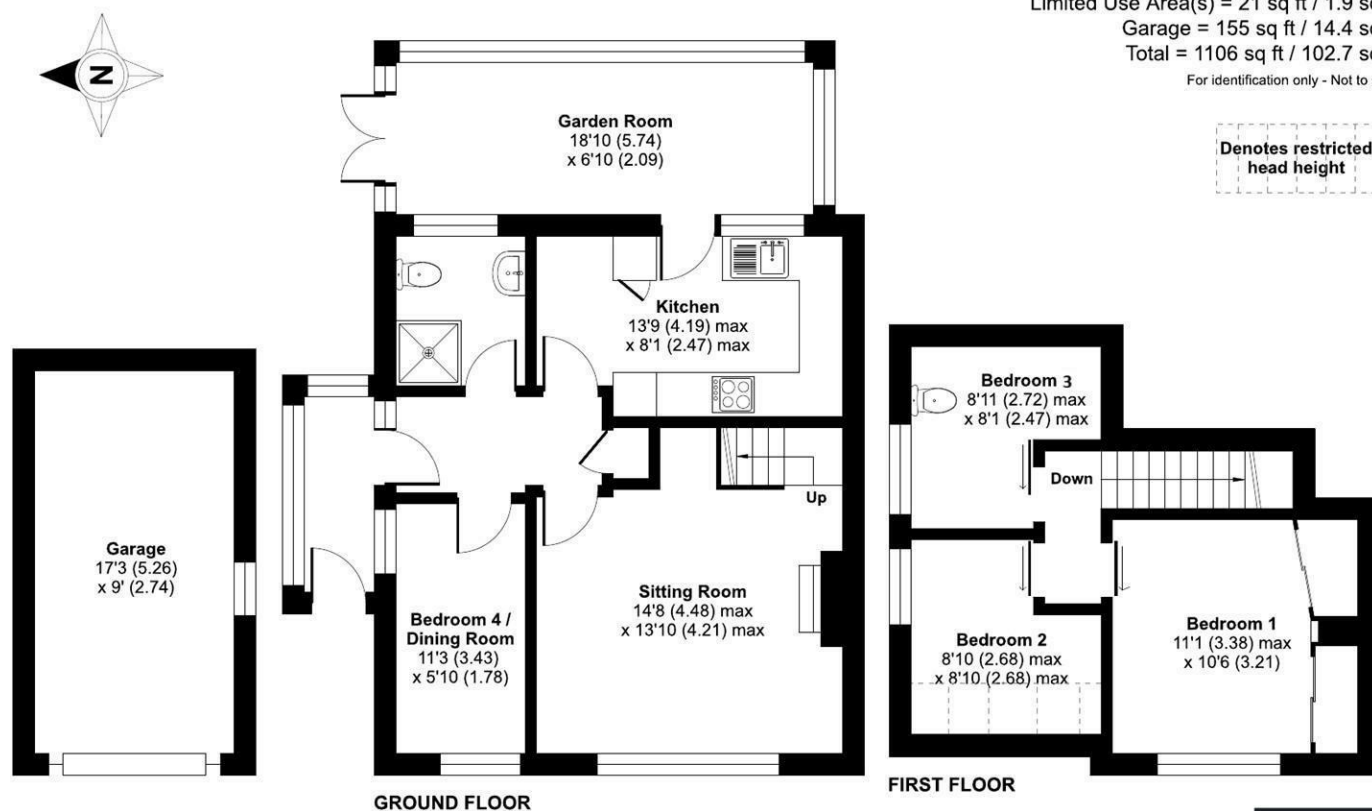 Limited Use Area(s) = 21 sq ft / 1.9 sq
Garage = 155 sq ft / 14.4 sq
Total = 1106 sq ft / 102.7 sq
For identification only - Not to
N
Denotes restricted
head height
Garden Room
18'10 (5.74)
x 6'10 (2.09)
Kitchen
13'9 (4.19) max
x 8'1 (2.47) max
Bedroom 3
8'11 (2.72) max
x 8'1 (2.47) max
Down
Up
Garage
17'3 (5.26)
x 9' (2.74)
Sitting Room
14'8 (4.48) max
x 13'10 (4.21) max
Bedroom 4 /
Dining Room
11'3 (3.43)
x 5'10 (1.78)
Bedroom 2
8'10 (2.68) max
x 8'10 (2.68) max
Bedroom 1
11'1 (3.38) max
x 10'6 (3.21)
GROUND FLOOR
FIRST FLOOR